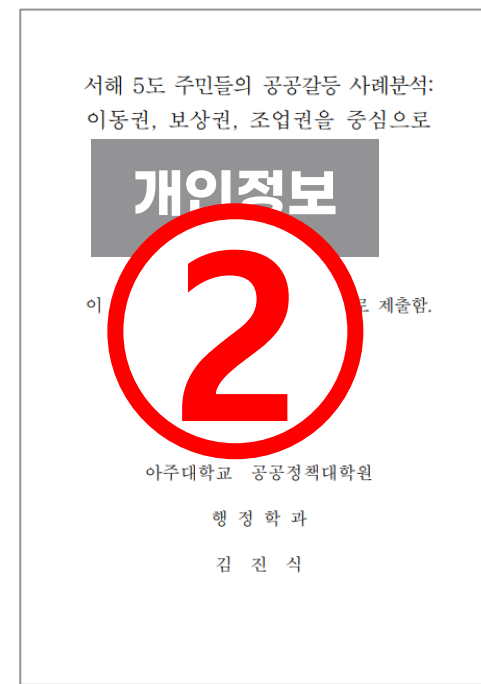 서해 5도 주민들의 공공갈등 사례분석:
이동권, 보상권, 조업권을 중심으로
개인정보
2
이 로 제출함.
아주대학교 공공정책대학원
행 정 학 과
김 진 식